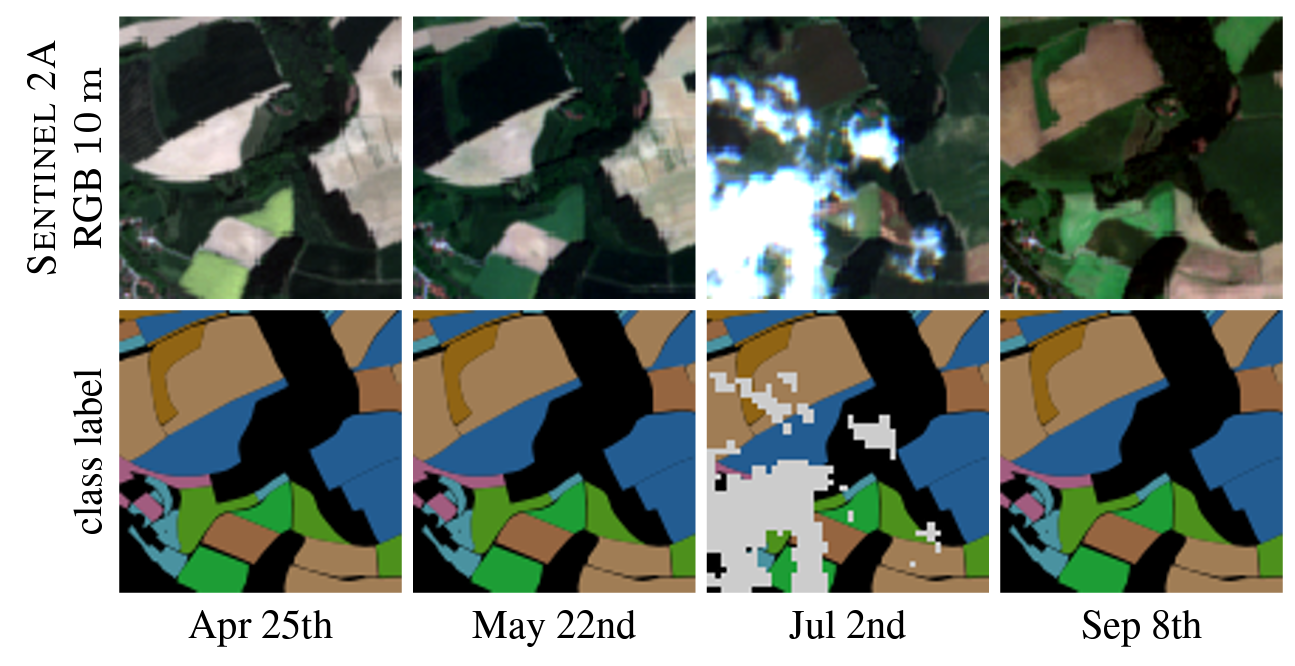 SENTINEL 2A
RGB 10 m
class label
Apr 25th
May 22nd
Jul 2nd
Sep 8th